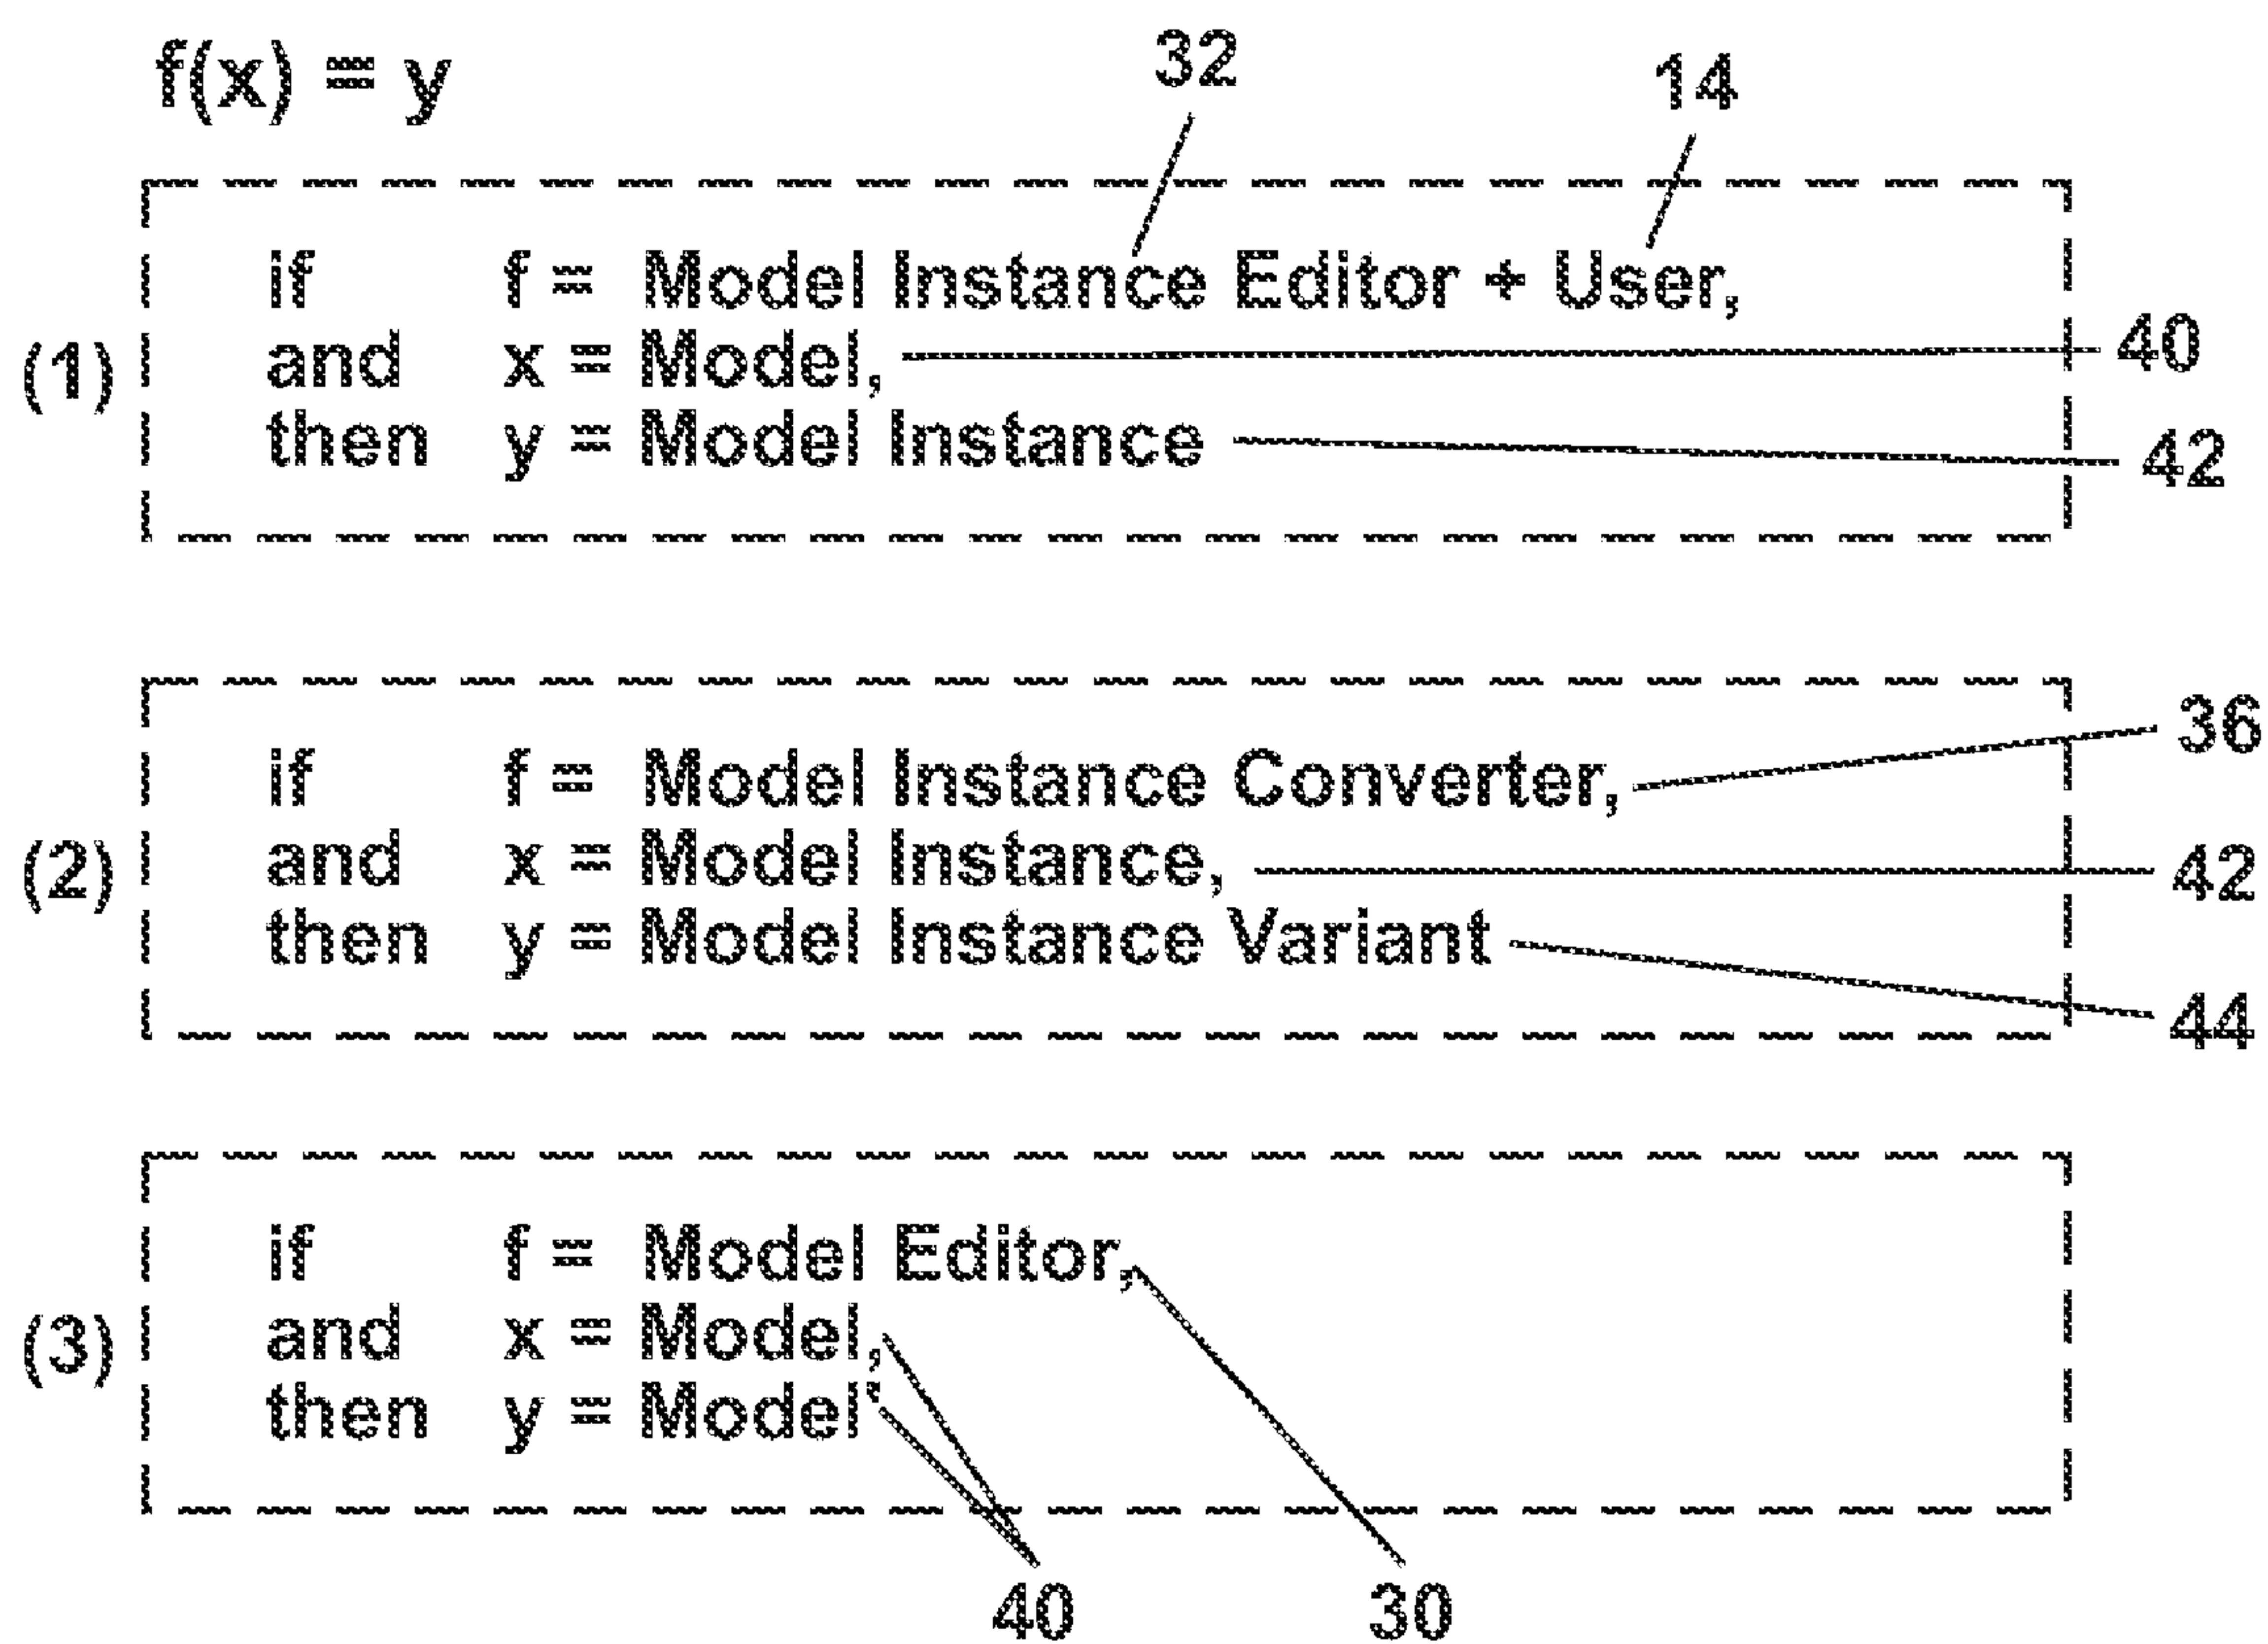 f(x) = y
32
14
if f = Model Instance Editor + User,
(1) and x = Model, 40
then y = Model Instance 42
if f = Model Instance Converter, 36
(2) and x = Model Instance, 42
then y = Model Instance Variant
44
if f = Model Editor,
(3) and x = Model,
then y = Model'
40 30